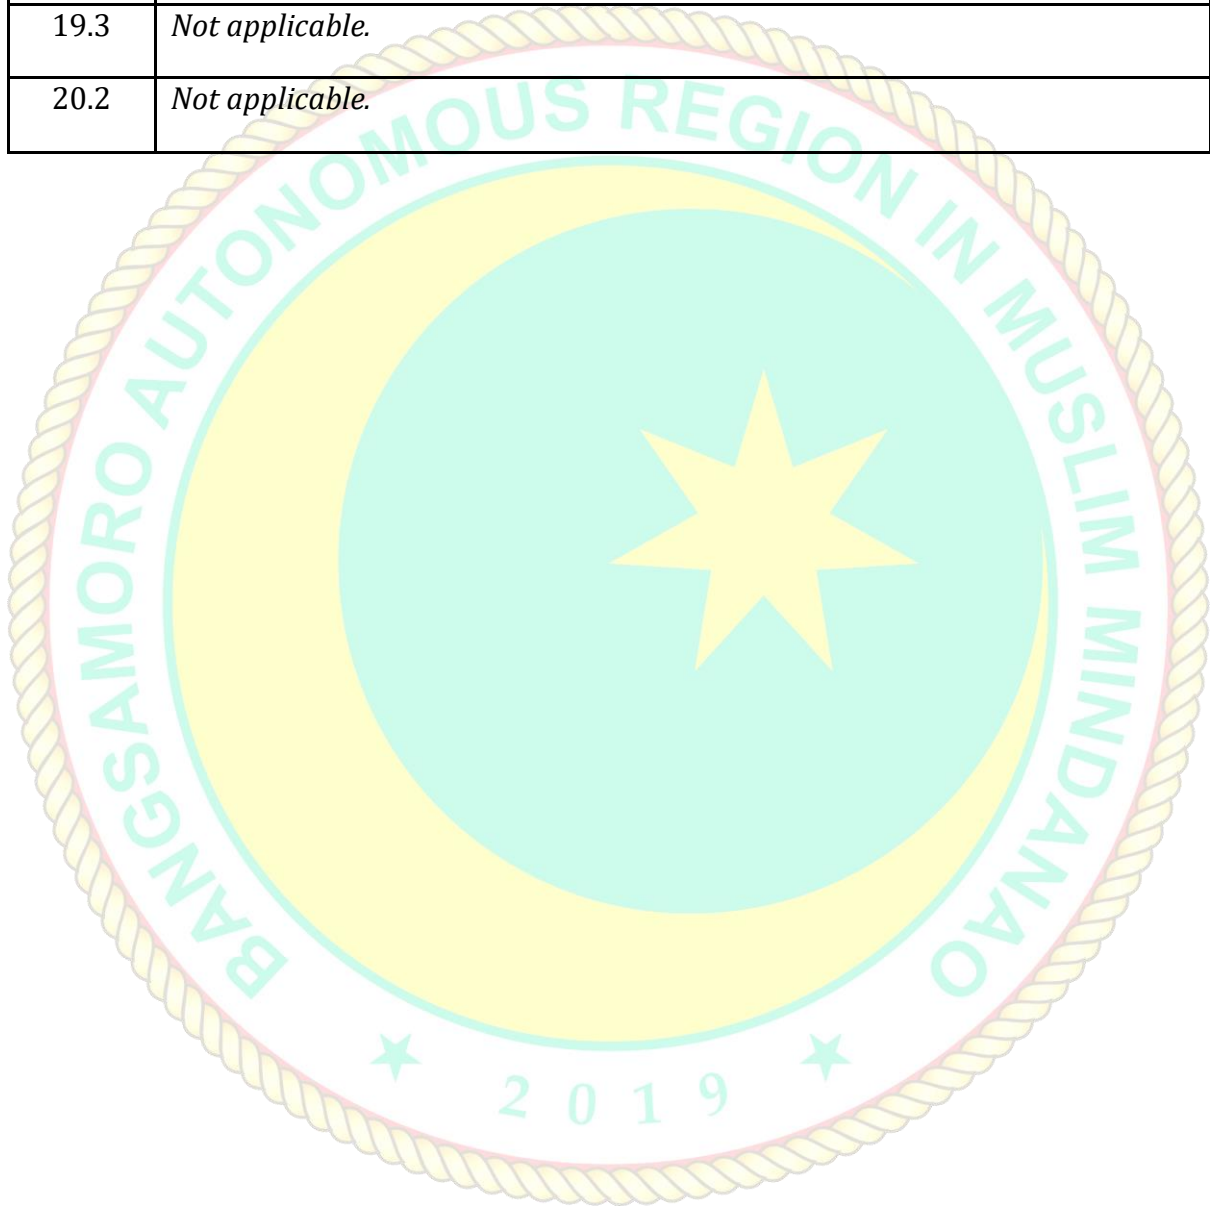 19.3 Not applicable.
20.2 Not applicable.
BANGSAMORO AUTONOMOUS REGION IN MUSLIM MINDANAO
2019